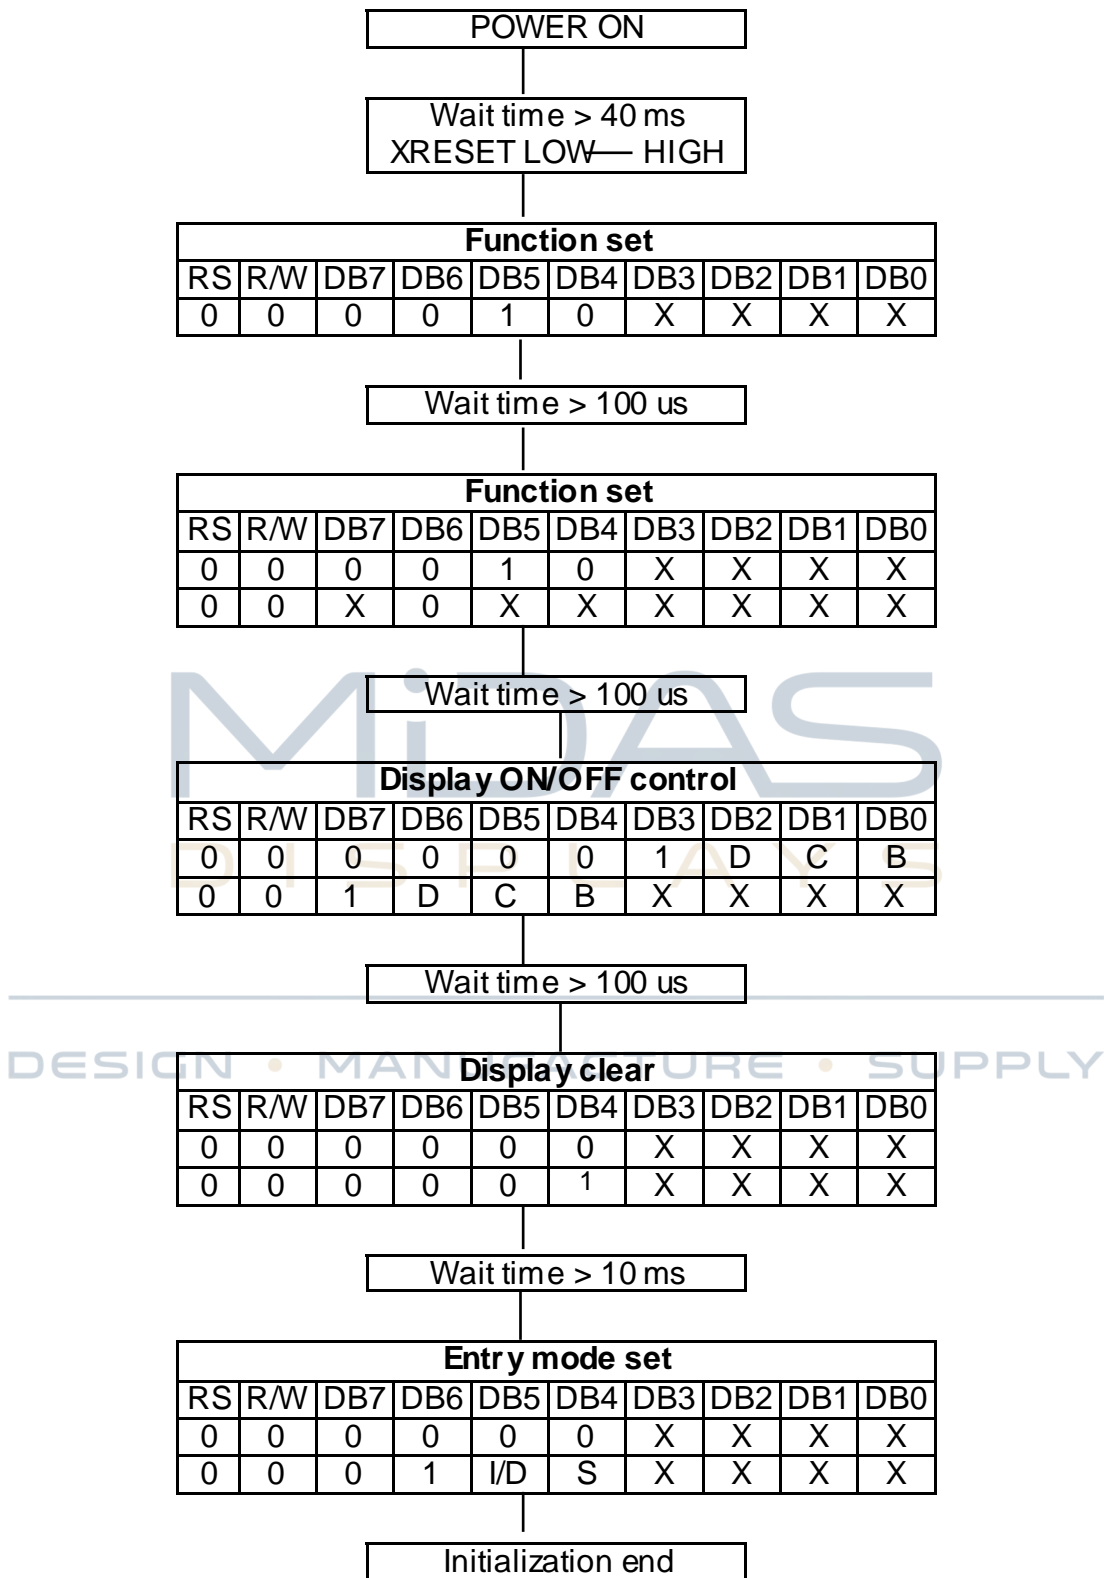 POWER ON
Wait time > 40 ms
XRESET LOW — HIGH
Function set
RS R/W DB7 DB6 DB5 DB4 DB3 DB2 DB1 DB0
0 0 0 0 1 0 X X X X
Wait time > 100 us
Function set
RS R/W DB7 DB6 DB5 DB4 DB3 DB2 DB1 DB0
0 0 0 0 1 0 X X X X
0 0 X 0 X X X X X X
MiDAS
Wait time > 100 us
Display ON/OFF control
RS R/W DB7 DB6 DB5 DB4 DB3 DB2 DB1 DB0
0 0 0 0 0 0 1 D C B
DISPLAYS
0 0 1 D C B X X X X
Wait time > 100 us
DESIGN • MANUFACTURE • SUPPLY
Display clear
RS R/W DB7 DB6 DB5 DB4 DB3 DB2 DB1 DB0
0 0 0 0 0 0 X X X X
0 0 0 0 0 1 X X X X
Wait time > 10 ms
Entry mode set
RS R/W DB7 DB6 DB5 DB4 DB3 DB2 DB1 DB0
0 0 0 0 0 0 X X X X
0 0 0 1 I/D S X X X X
Initialization end